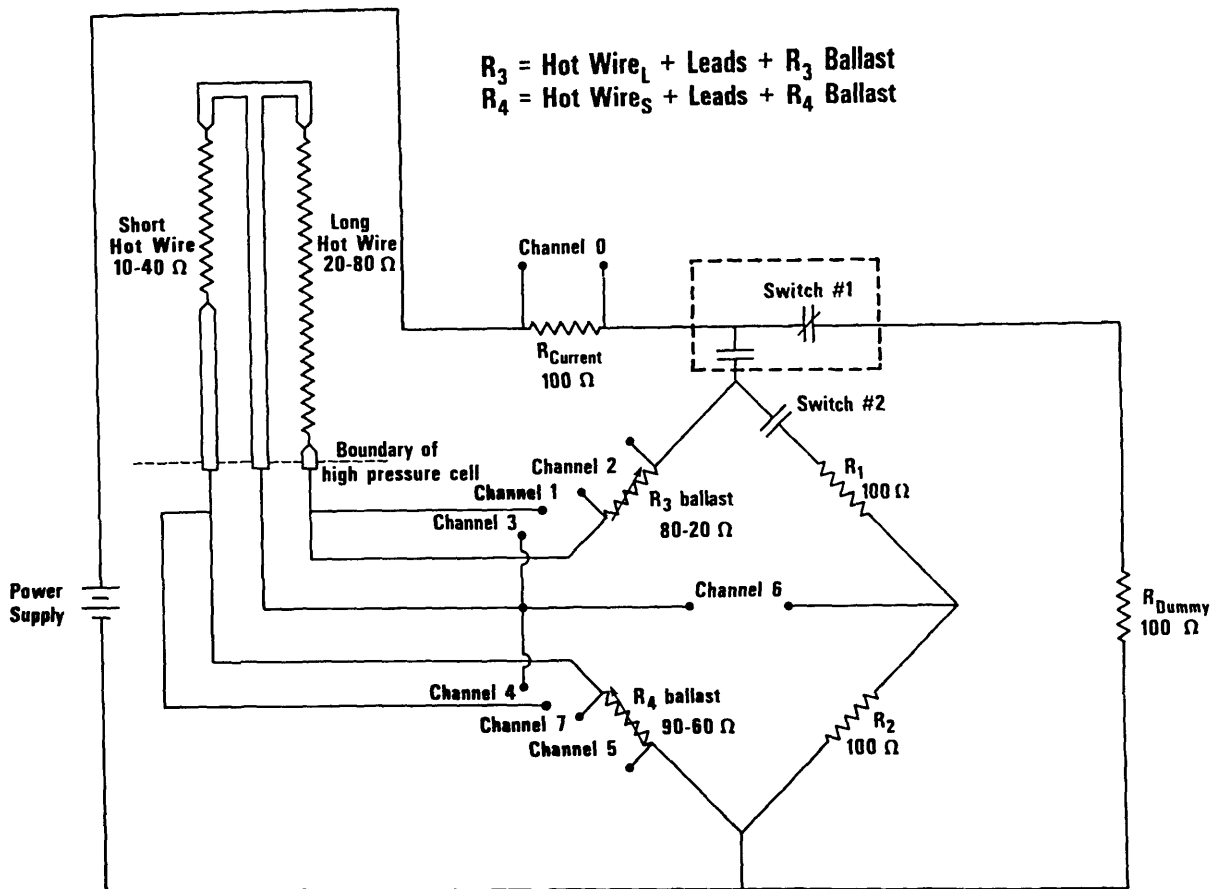 R3 = Hot WireL + Leads + R3 Ballast
R4 = Hot WireS + Leads + R4 Ballast
Short
Hot Wire
10-40 Ω
Long
Hot Wire
20-80 Ω
Channel 0
RCurrent
100 Ω
Switch #1
Switch #2
Boundary of
high pressure cell
Channel 2
Channel 1
Channel 3
R3 ballast
80-20 Ω
R1
100 Ω
Power
Supply
Channel 6
RDummy
100 Ω
Channel 4
Channel 7
Channel 5
R4 ballast
90-60 Ω
R2
100 Ω